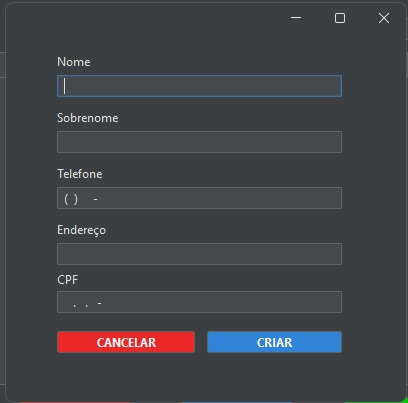 Nome
Sobrenome
Telefone
( ) -
Endereço
CPF
. . -
CANCELAR CRIAR